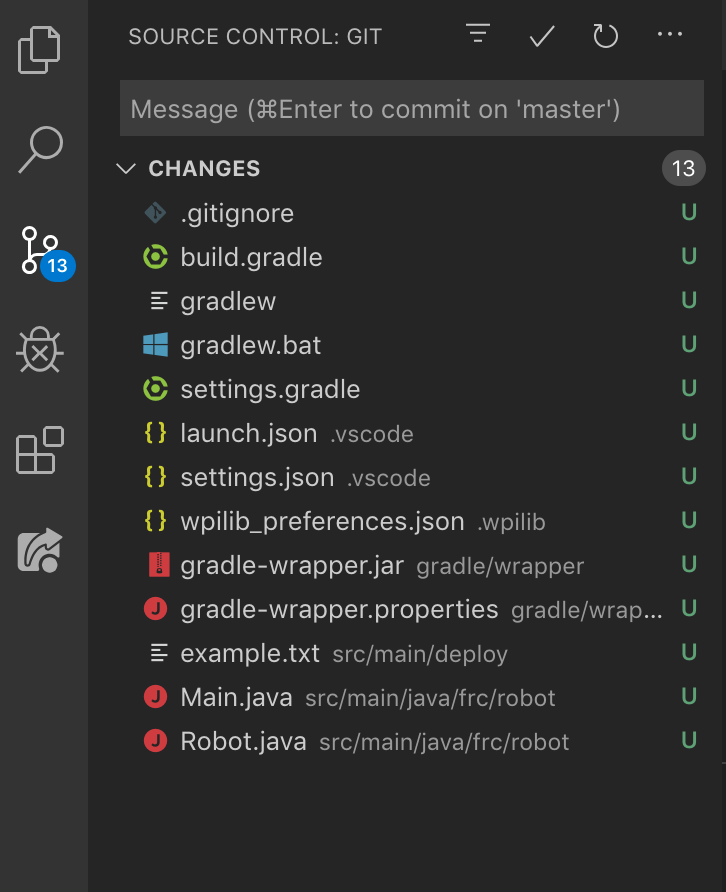 SOURCE CONTROL: GIT
Message (⌘Enter to commit on 'master')
CHANGES 13
.gitignore U
build.gradle U
13
gradlew U
gradlew.bat U
settings.gradle U
launch.json .vscode U
settings.json .vscode U
wpilib_preferences.json .wpilib U
gradle-wrapper.jar gradle/wrapper U
J gradle-wrapper.properties gradle/wrap... U
example.txt src/main/deploy U
J Main.java src/main/java/frc/robot U
J Robot.java src/main/java/frc/robot U